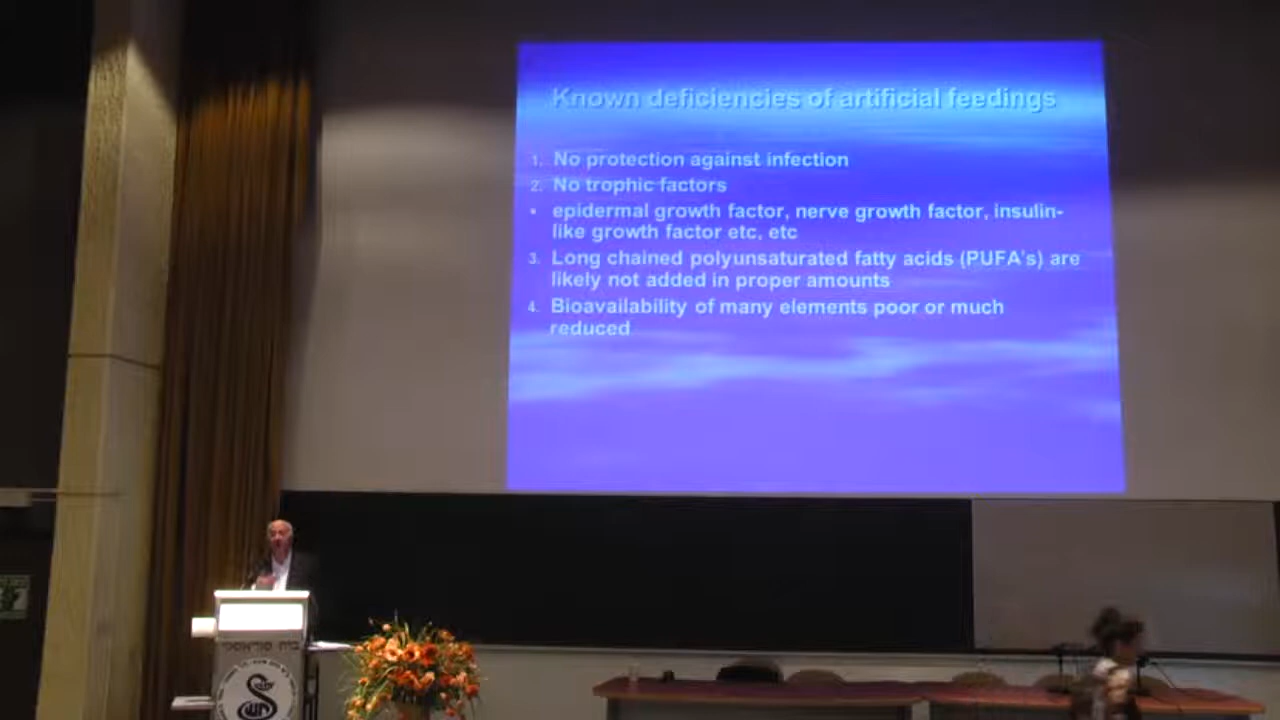 Known deficiencies of artificial feedings
1. No protection against infection
2. No trophic factors
• epidermal growth factor, nerve growth factor, insulin-
like growth factor etc, etc
3. Long chained polyunsaturated fatty acids (PUFA's) are
likely not added in proper amounts
4. Bioavailability of many elements poor or much
reduced